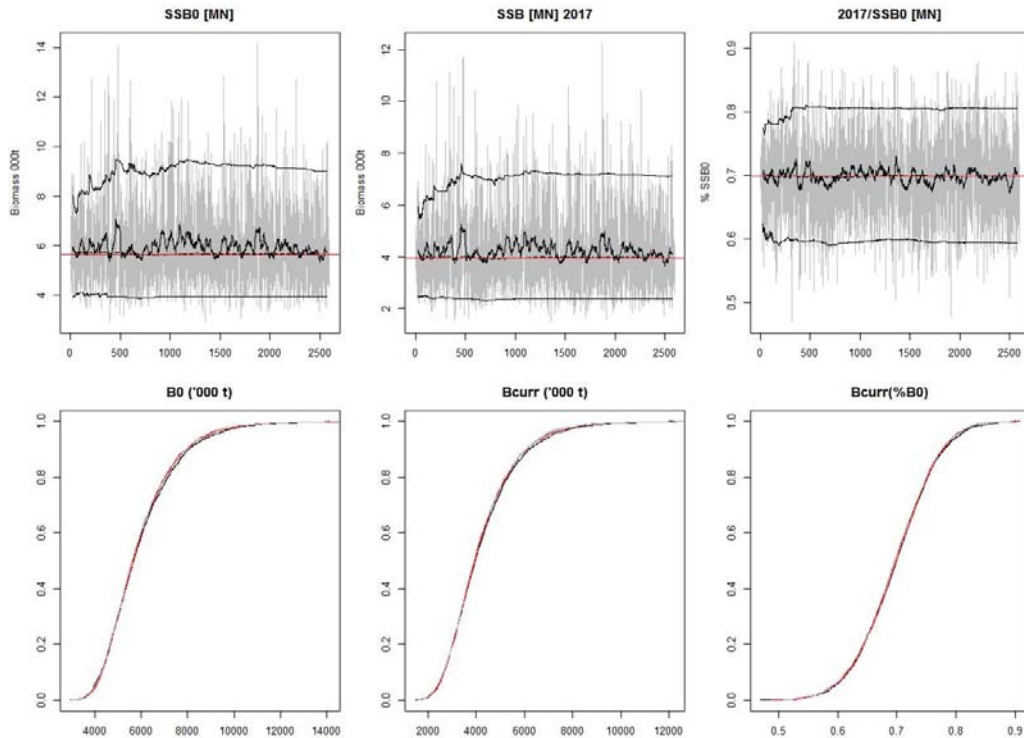 SSB0 [MN]
SSB [MN] 2017
2017/SSB0 [MN]
Biomass 000t
4 6 8 10 12 14
0 500 1000 1500 2000 2500
Biomass 000t
2 4 6 8 10 12
0 500 1000 1500 2000 2500
% SSB0
0.5 0.6 0.7 0.8 0.9
0 500 1000 1500 2000 2500
B0 ('000 t)
Bcurr ('000 t)
Bcurr(%B0)
0.0 0.2 0.4 0.6 0.8 1.0
4000 6000 8000 10000 12000 14000
0.0 0.2 0.4 0.6 0.8 1.0
2000 4000 6000 8000 10000 12000
0.0 0.2 0.4 0.6 0.8 1.0
0.5 0.6 0.7 0.8 0.9